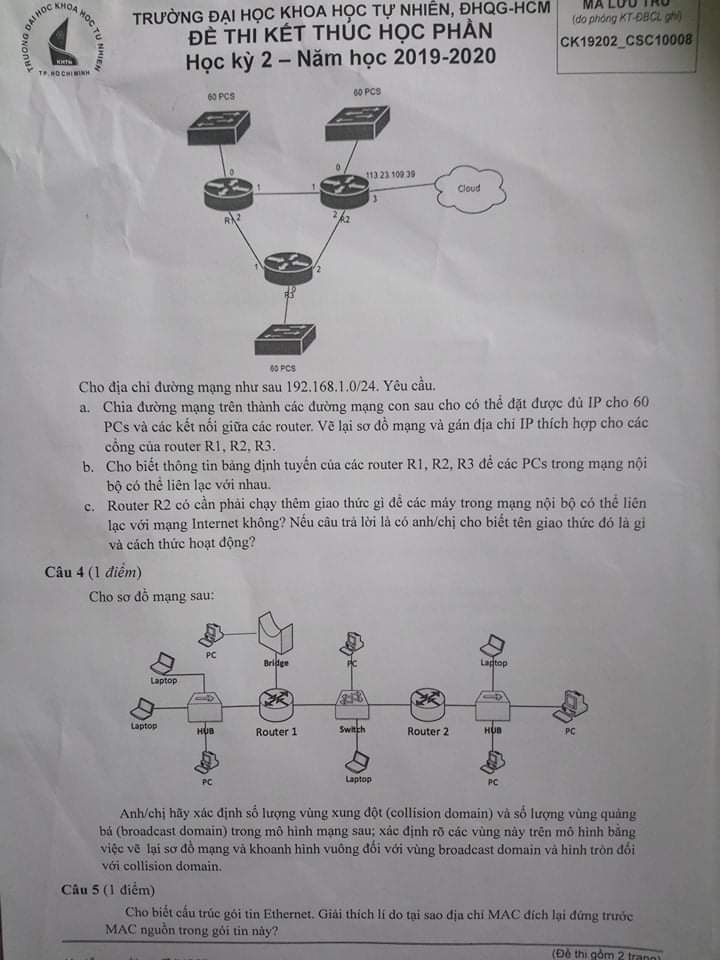 TRƯỜNG ĐẠI HỌC KHOA HỌC TỰ NHIÊN, ĐHQG-HCM
ĐỀ THI KẾT THÚC HỌC PHẦN
Học kỳ 2 – Năm học 2019-2020
MÃ LƯU TRỮ
(do phòng KT-ĐBCL ghi)
CK19202_CSC10008
TRƯỜNG ĐẠI HỌC KHOA HỌC TỰ NHIÊN
KHTN
TP. HỒ CHÍ MINH
60 PCS
60 PCS
0
0
113 23 109 39
1
1
3
Cloud
R1
2
2
R2
1
2
0
R3
60 PCS
Cho địa chỉ đường mạng như sau 192.168.1.0/24. Yêu cầu.
a. Chia đường mạng trên thành các đường mạng con sau cho có thể đặt được đủ IP cho 60
PCs và các kết nối giữa các router. Vẽ lại sơ đồ mạng và gán địa chỉ IP thích hợp cho các
cổng của router R1, R2, R3.
b. Cho biết thông tin bảng định tuyến của các router R1, R2, R3 để các PCs trong mạng nội
bộ có thể liên lạc với nhau.
c. Router R2 có cần phải chạy thêm giao thức gì để các máy trong mạng nội bộ có thể liên
lạc với mạng Internet không? Nếu câu trả lời là có anh/chị cho biết tên giao thức đó là gì
và cách thức hoạt động?
Câu 4 (1 điểm)
Cho sơ đồ mạng sau:
PC
Bridge
PC
Laptop
Laptop
Laptop
HUB
Router 1
Switch
Router 2
HUB
PC
PC
Laptop
PC
Anh/chị hãy xác định số lượng vùng xung đột (collision domain) và số lượng vùng quảng
bá (broadcast domain) trong mô hình mạng sau; xác định rõ các vùng này trên mô hình bằng
việc vẽ lại sơ đồ mạng và khoanh hình vuông đối với vùng broadcast domain và hình tròn đối
với collision domain.
Câu 5 (1 điểm)
Cho biết cấu trúc gói tin Ethernet. Giải thích lí do tại sao địa chỉ MAC đích lại đứng trước
MAC nguồn trong gói tin này?
(Đề thi gồm 2 trang)